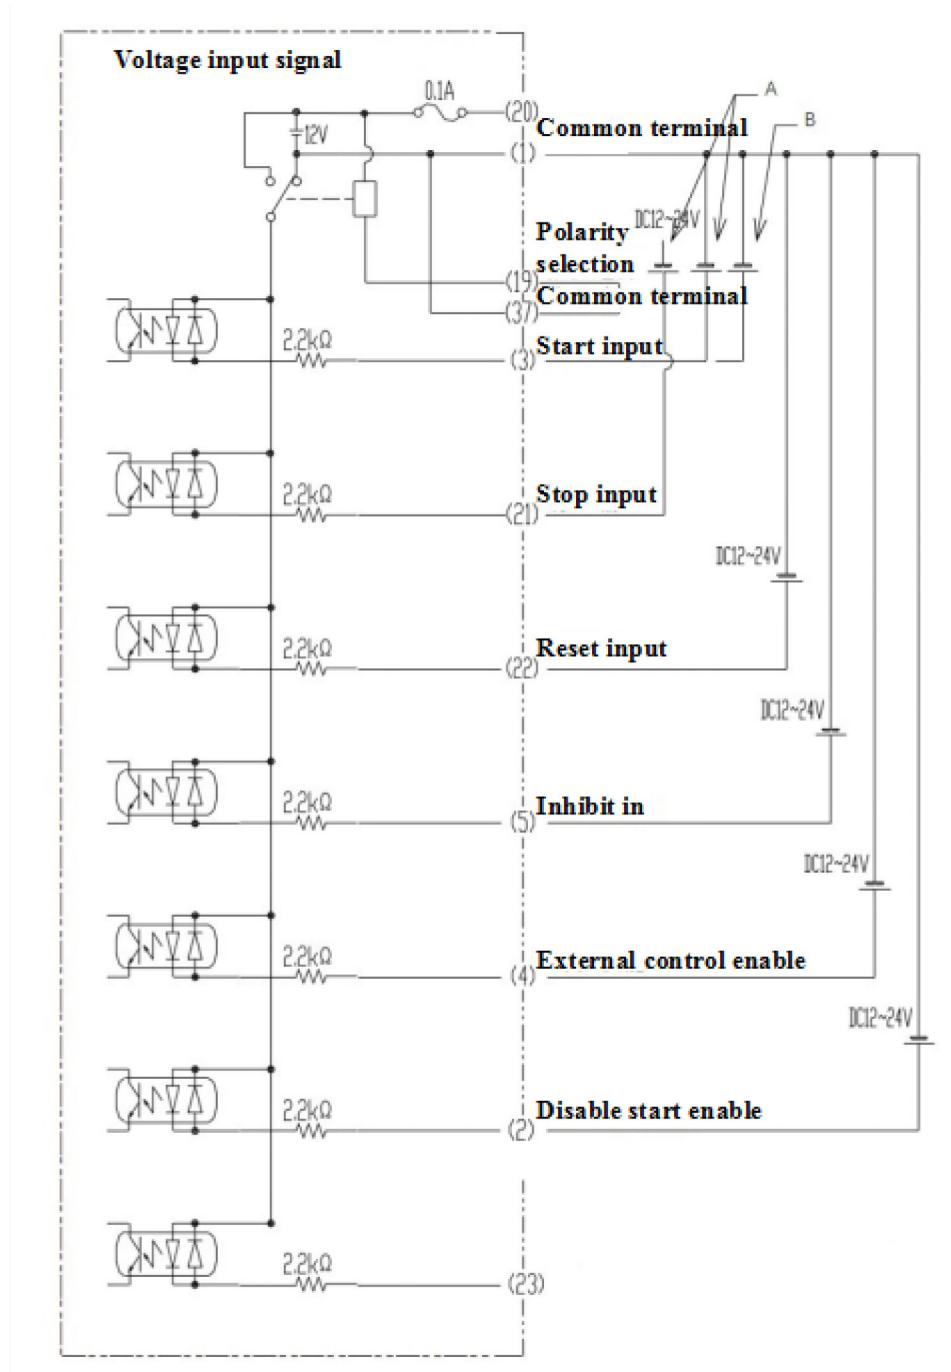 Voltage input signal
0.1A
(20)
A
Common terminal
B
12V
(1)
DC12~24V
Polarity
selection
(19)
Common terminal
(37)
2.2kΩ
Start input
(3)
2.2kΩ
Stop input
(21)
DC12~24V
2.2kΩ
Reset input
(22)
DC12~24V
2.2kΩ
Inhibit in
(5)
DC12~24V
2.2kΩ
External control enable
(4)
DC12~24V
2.2kΩ
Disable start enable
(2)
2.2kΩ
(23)